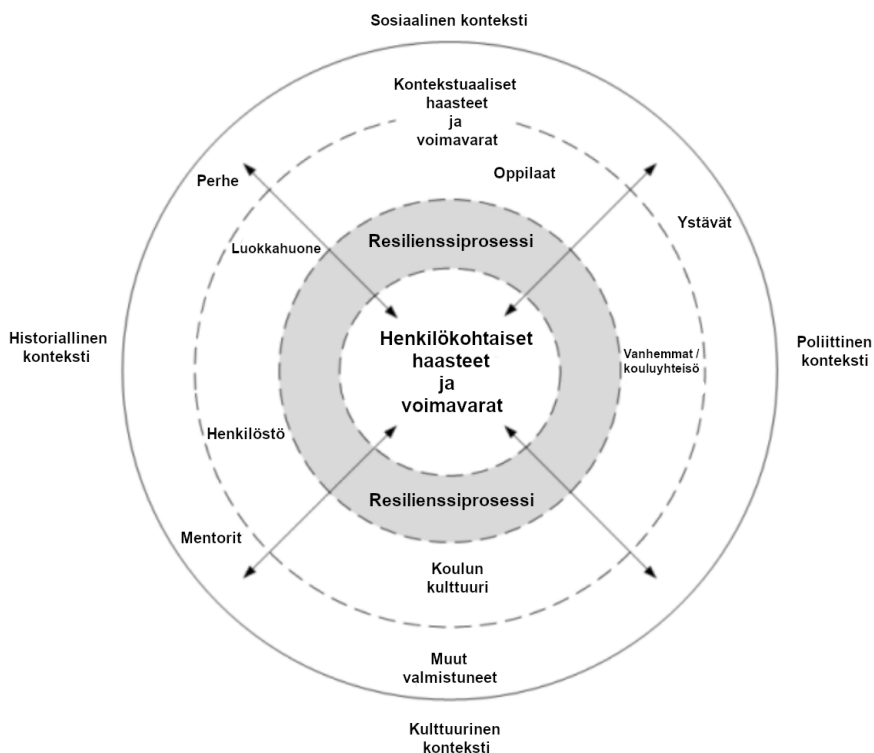 Sosiaalinen konteksti
Kontekstuaaliset
haasteet
ja
voimavarat
Oppilaat
Perhe
Ystävät
Luokkahuone
Resilienssiprosessi
Historiallinen
konteksti
Henkilökohtaiset
haasteet
ja
voimavarat
Vanhemmat /
kouluyhteisö
Poliittinen
konteksti
Henkilöstö
Resilienssiprosessi
Mentorit
Koulun
kulttuuri
Muut
valmistuneet
Kulttuurinen
konteksti